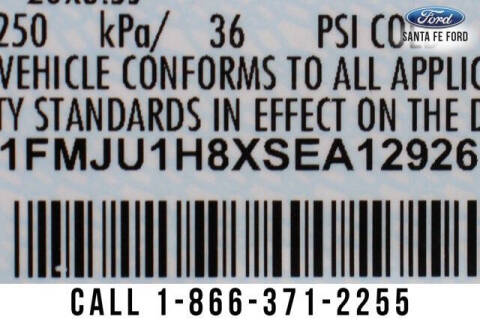 250 kPa/ 36 PSI COLD
Ford
SANTA FE FORD
VEHICLE CONFORMS TO ALL APPLIC
TY STANDARDS IN EFFECT ON THE D
1FMJU1H8XSEA12926
CALL 1-866-371-2255